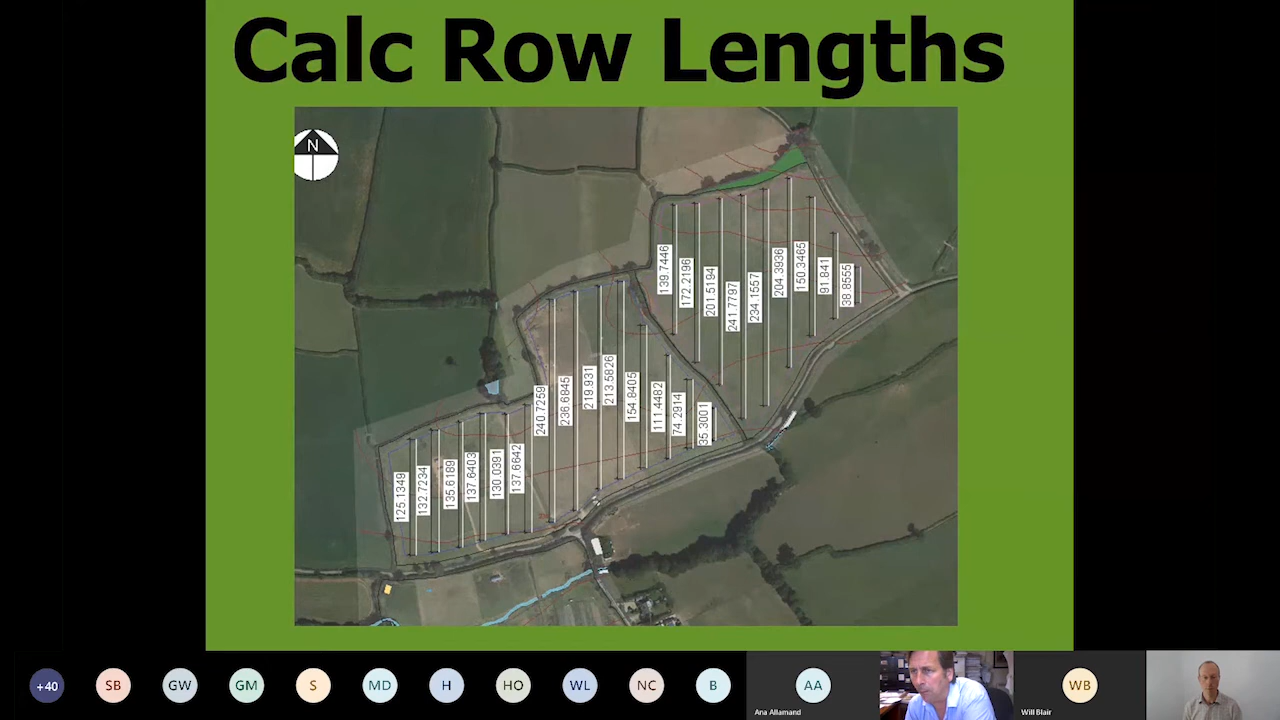 Calc Row Lengths
N
139.7446
172.2196
201.5194
241.7797
234.1557
204.3936
150.3465
91.841
38.8555
125.1349
132.7234
135.6189
137.6403
130.0391
137.6642
240.7259
236.6845
219.931
213.5826
154.8405
111.4482
74.2914
35.3001
+40
SB
GW
GM
S
MD
H
HO
WL
NC
B
AA
Ana Allamand
WB
Will Blair